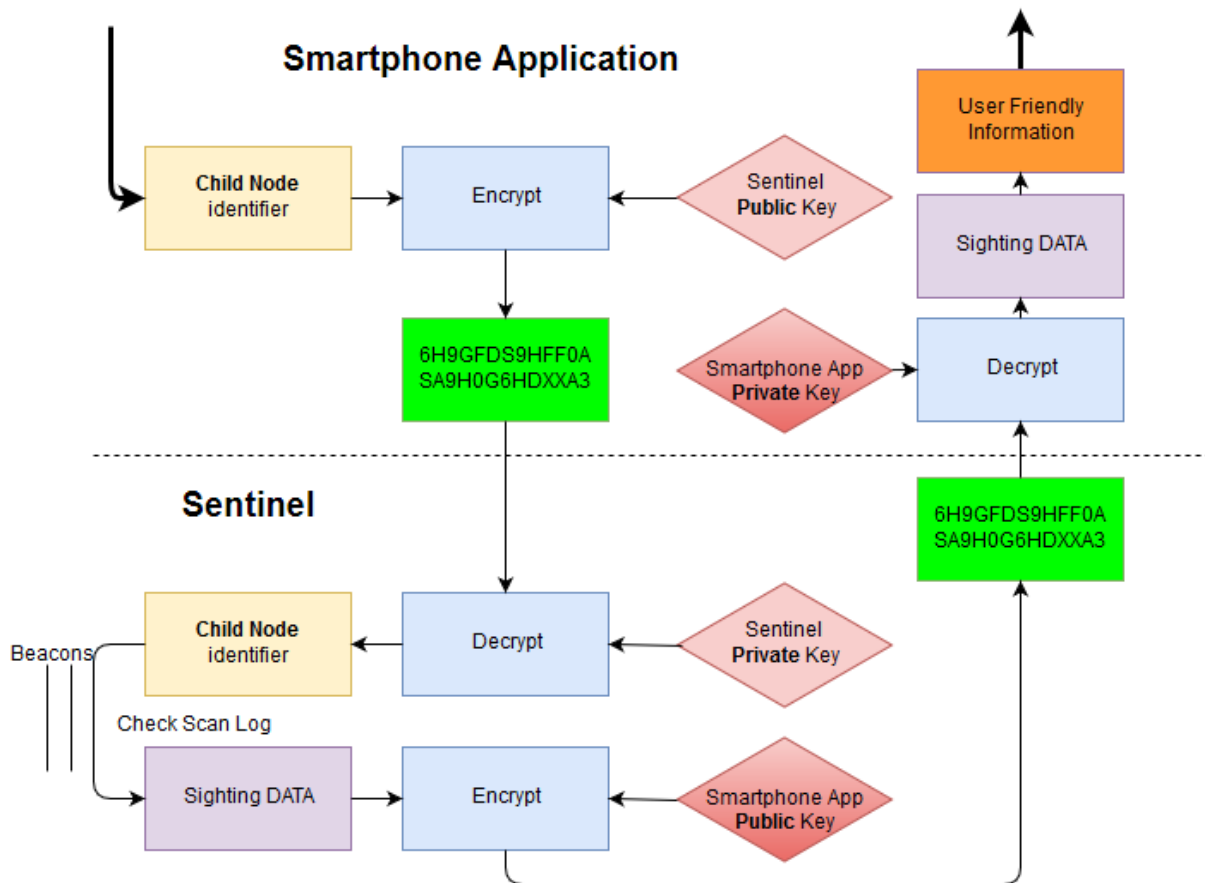 Smartphone Application
User Friendly
Information
Child Node
identifier
Encrypt
Sentinel
Public Key
Sighting DATA
6H9GFDS9HFF0A
SA9H0G6HDXXA3
Smartphone App
Private Key
Decrypt
Sentinel
6H9GFDS9HFF0A
SA9H0G6HDXXA3
Beacons
Child Node
identifier
Decrypt
Sentinel
Private Key
Check Scan Log
Sighting DATA
Encrypt
Smartphone App
Public Key